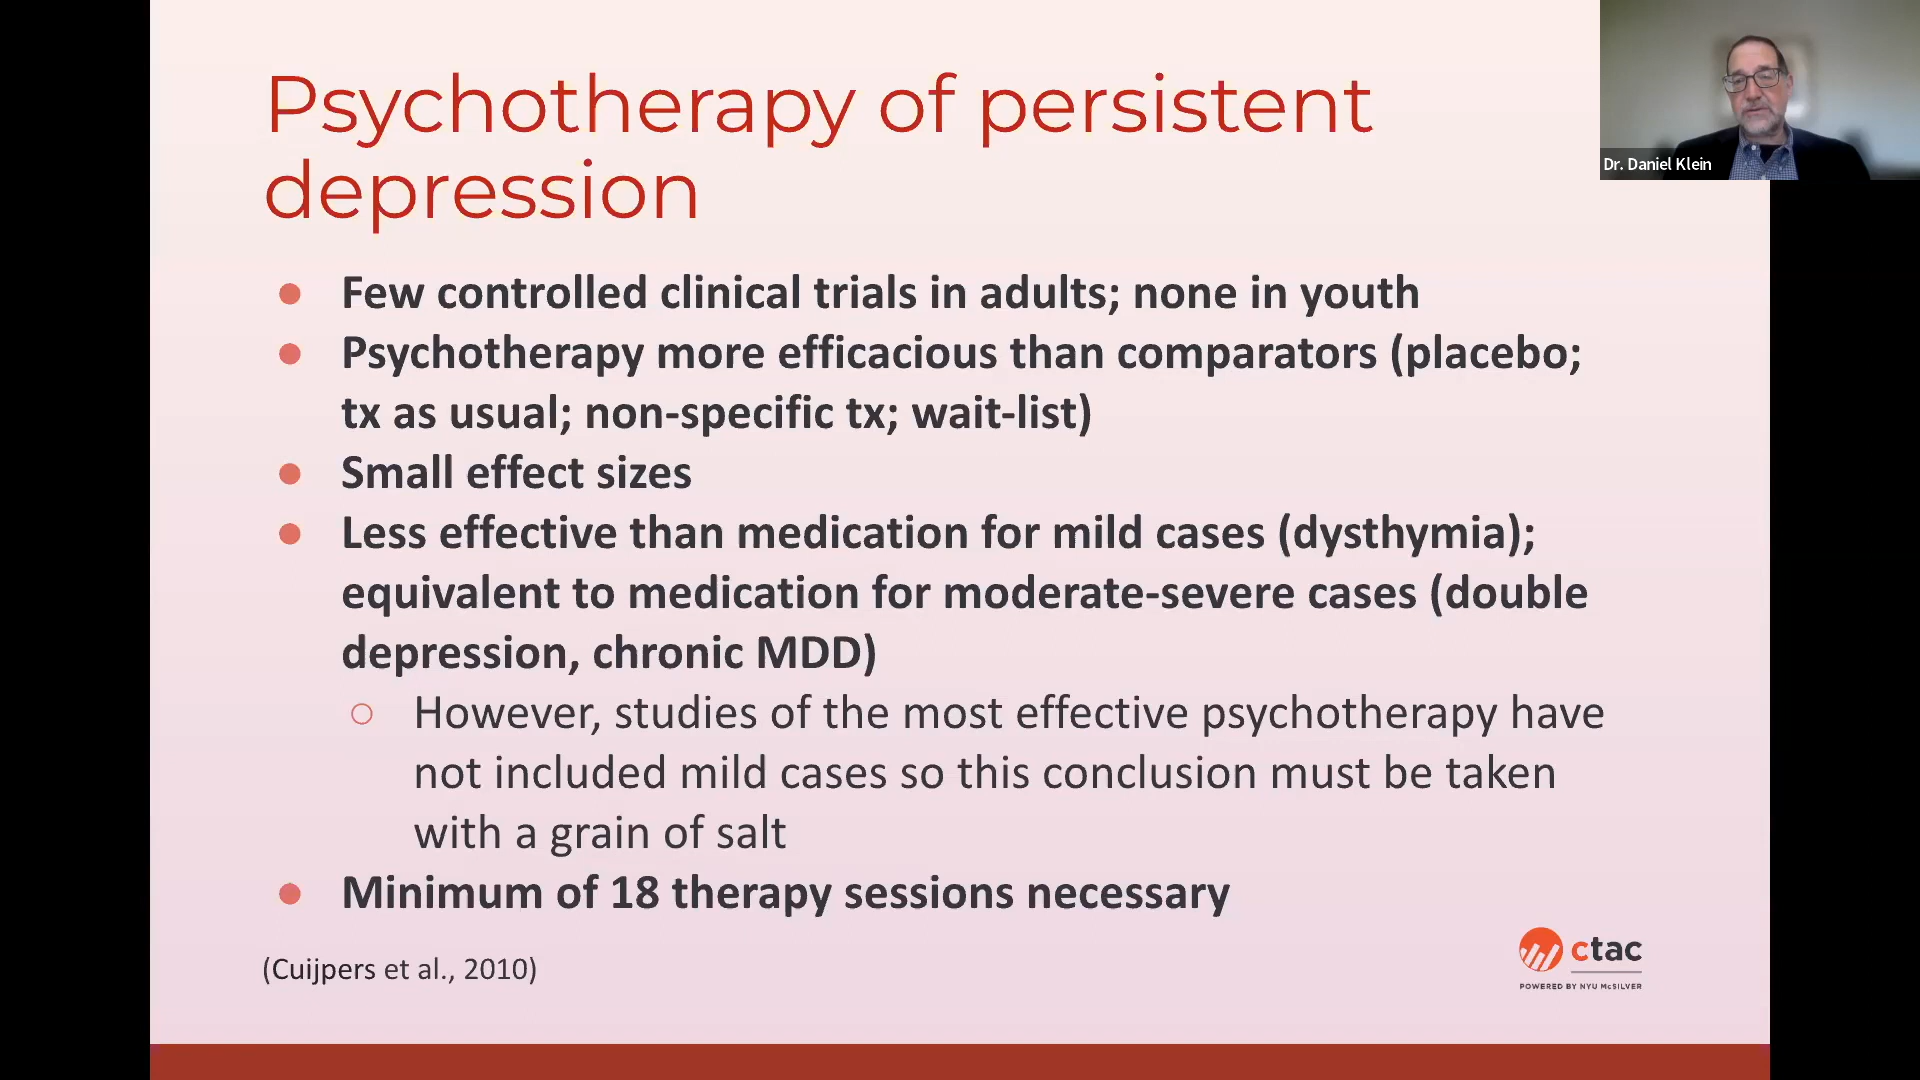 Psychotherapy of persistent
depression
Dr. Daniel Klein
● Few controlled clinical trials in adults; none in youth
● Psychotherapy more efficacious than comparators (placebo;
tx as usual; non-specific tx; wait-list)
● Small effect sizes
● Less effective than medication for mild cases (dysthymia);
equivalent to medication for moderate-severe cases (double
depression, chronic MDD)
○ However, studies of the most effective psychotherapy have
not included mild cases so this conclusion must be taken
with a grain of salt
● Minimum of 18 therapy sessions necessary
(Cuijpers et al., 2010)
ctac
POWERED BY NYU McSILVER